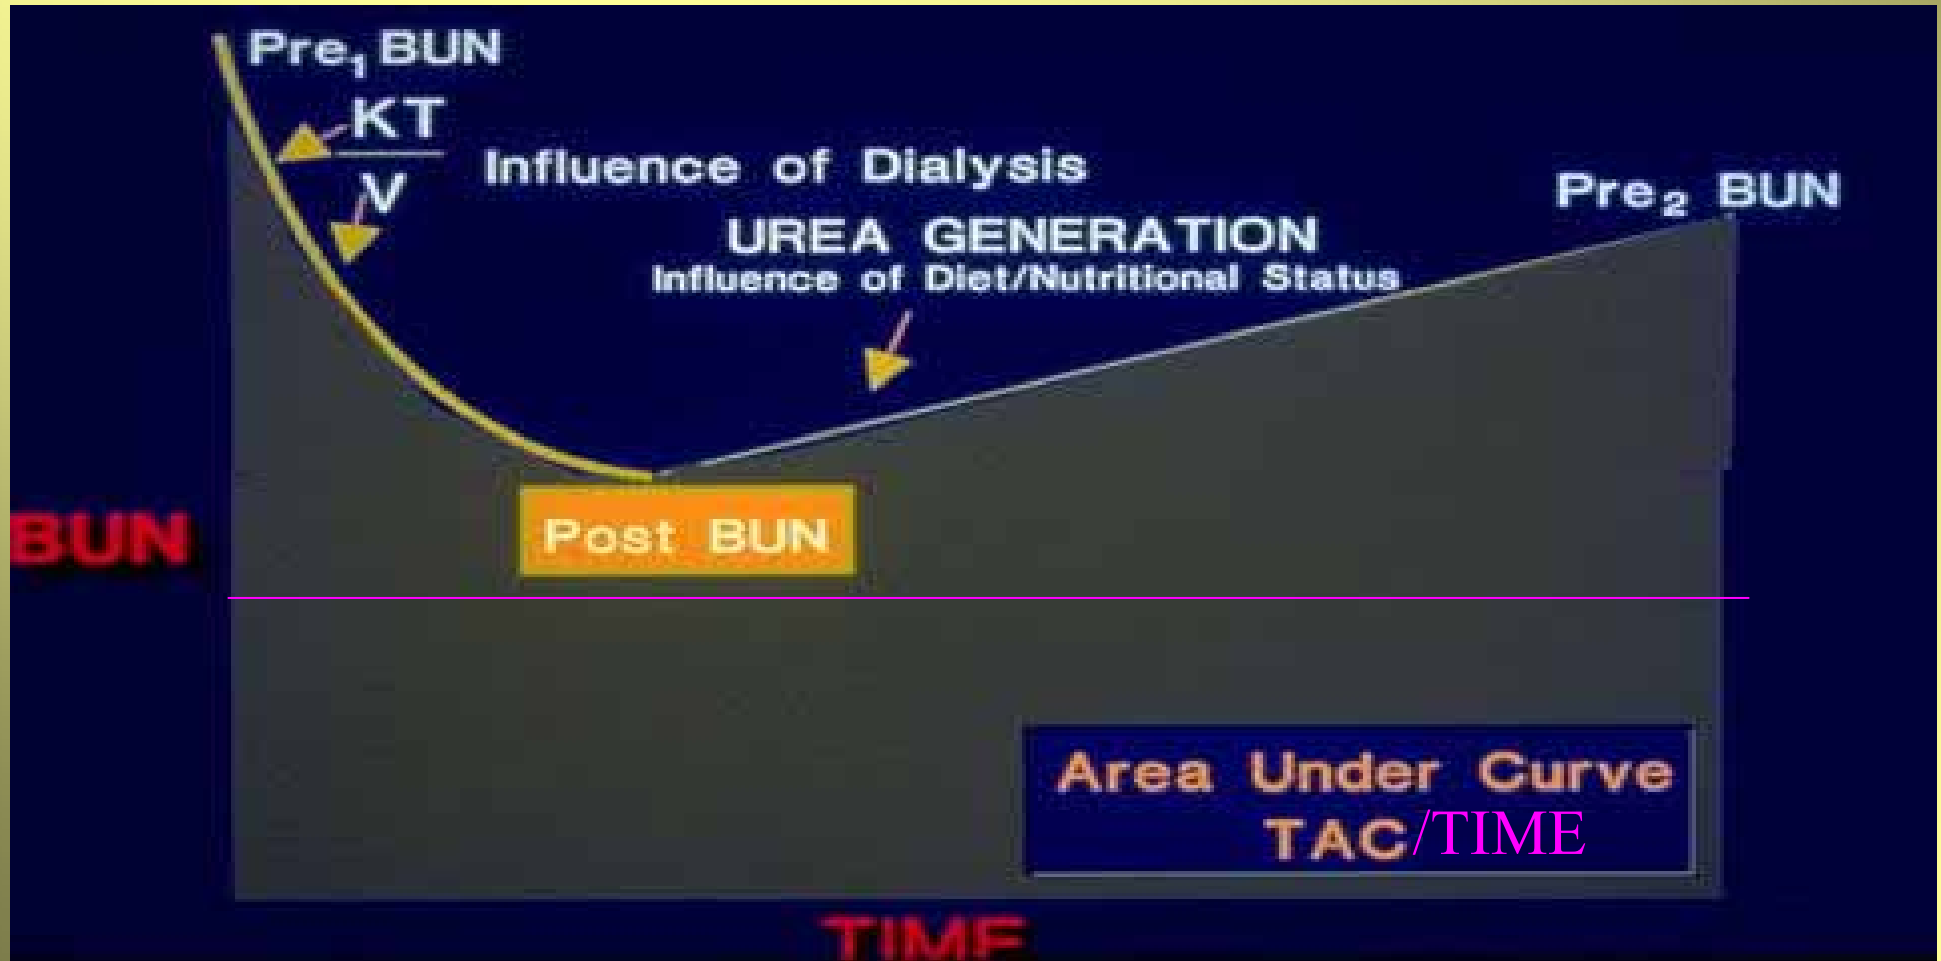 Pre₁ BUN
KT
V
Influence of Dialysis
Pre₂ BUN
UREA GENERATION
Influence of Diet/Nutritional Status
BUN
Post BUN
Area Under Curve
TAC/TIME
TIME